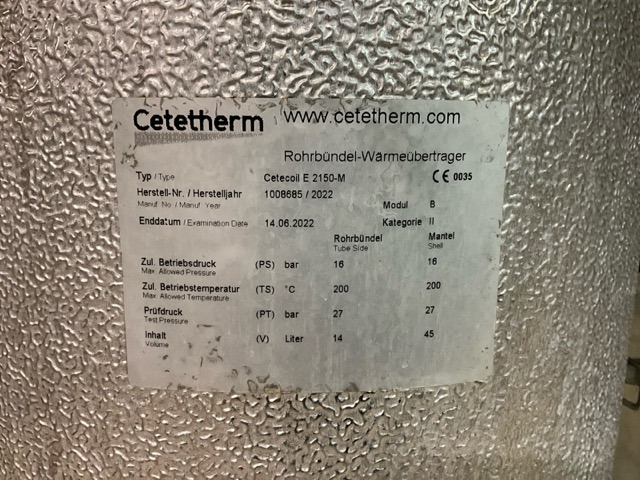 Cetetherm www.cetetherm.com
Rohrbündel-Wärmeübertrager
Typ / Type Cetecoil E 2150-M CE 0035
Herstell-Nr. / Herstelljahr 1008685 / 2022
Manuf. No. / Manuf. Year Modul B
Enddatum / Examination Date 14.06.2022 Kategorie II
Rohrbündel Mantel
Tube Side Shell
Zul. Betriebsdruck (PS) bar 16 16
Max. Allowed Pressure
Zul. Betriebstemperatur (TS) °C 200 200
Max. Allowed Temperature
Prüfdruck (PT) bar 27 27
Test Pressure
Inhalt (V) Liter 14 45
Volume